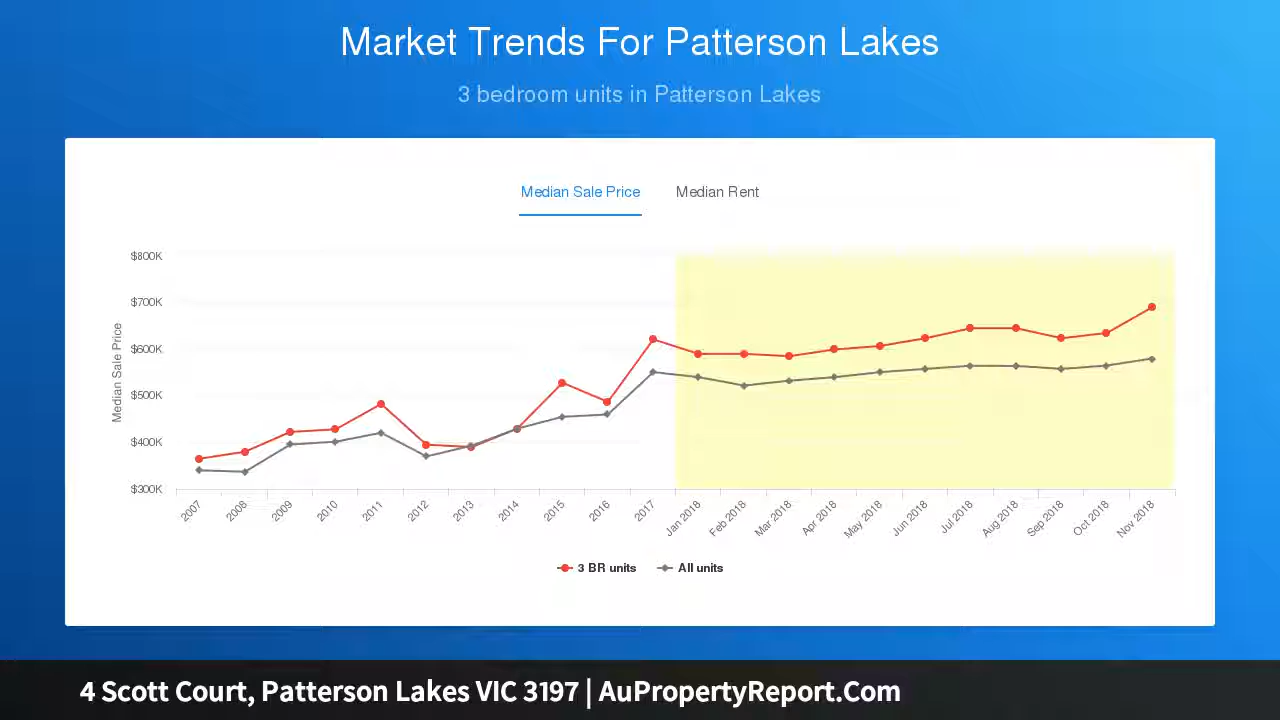 Market Trends For Patterson Lakes
3 bedroom units in Patterson Lakes
Median Sale Price Median Rent
$800K
$700K
$600K
$500K
$400K
$300K
Median Sale Price
2007 2008 2009 2010 2011 2012 2013 2014 2015 2016 2017 Jan 2018 Feb 2018 Mar 2018 Apr 2018 May 2018 Jun 2018 Jul 2018 Aug 2018 Sep 2018 Oct 2018 Nov 2018
3 BR units All units
4 Scott Court, Patterson Lakes VIC 3197 | AuPropertyReport.Com